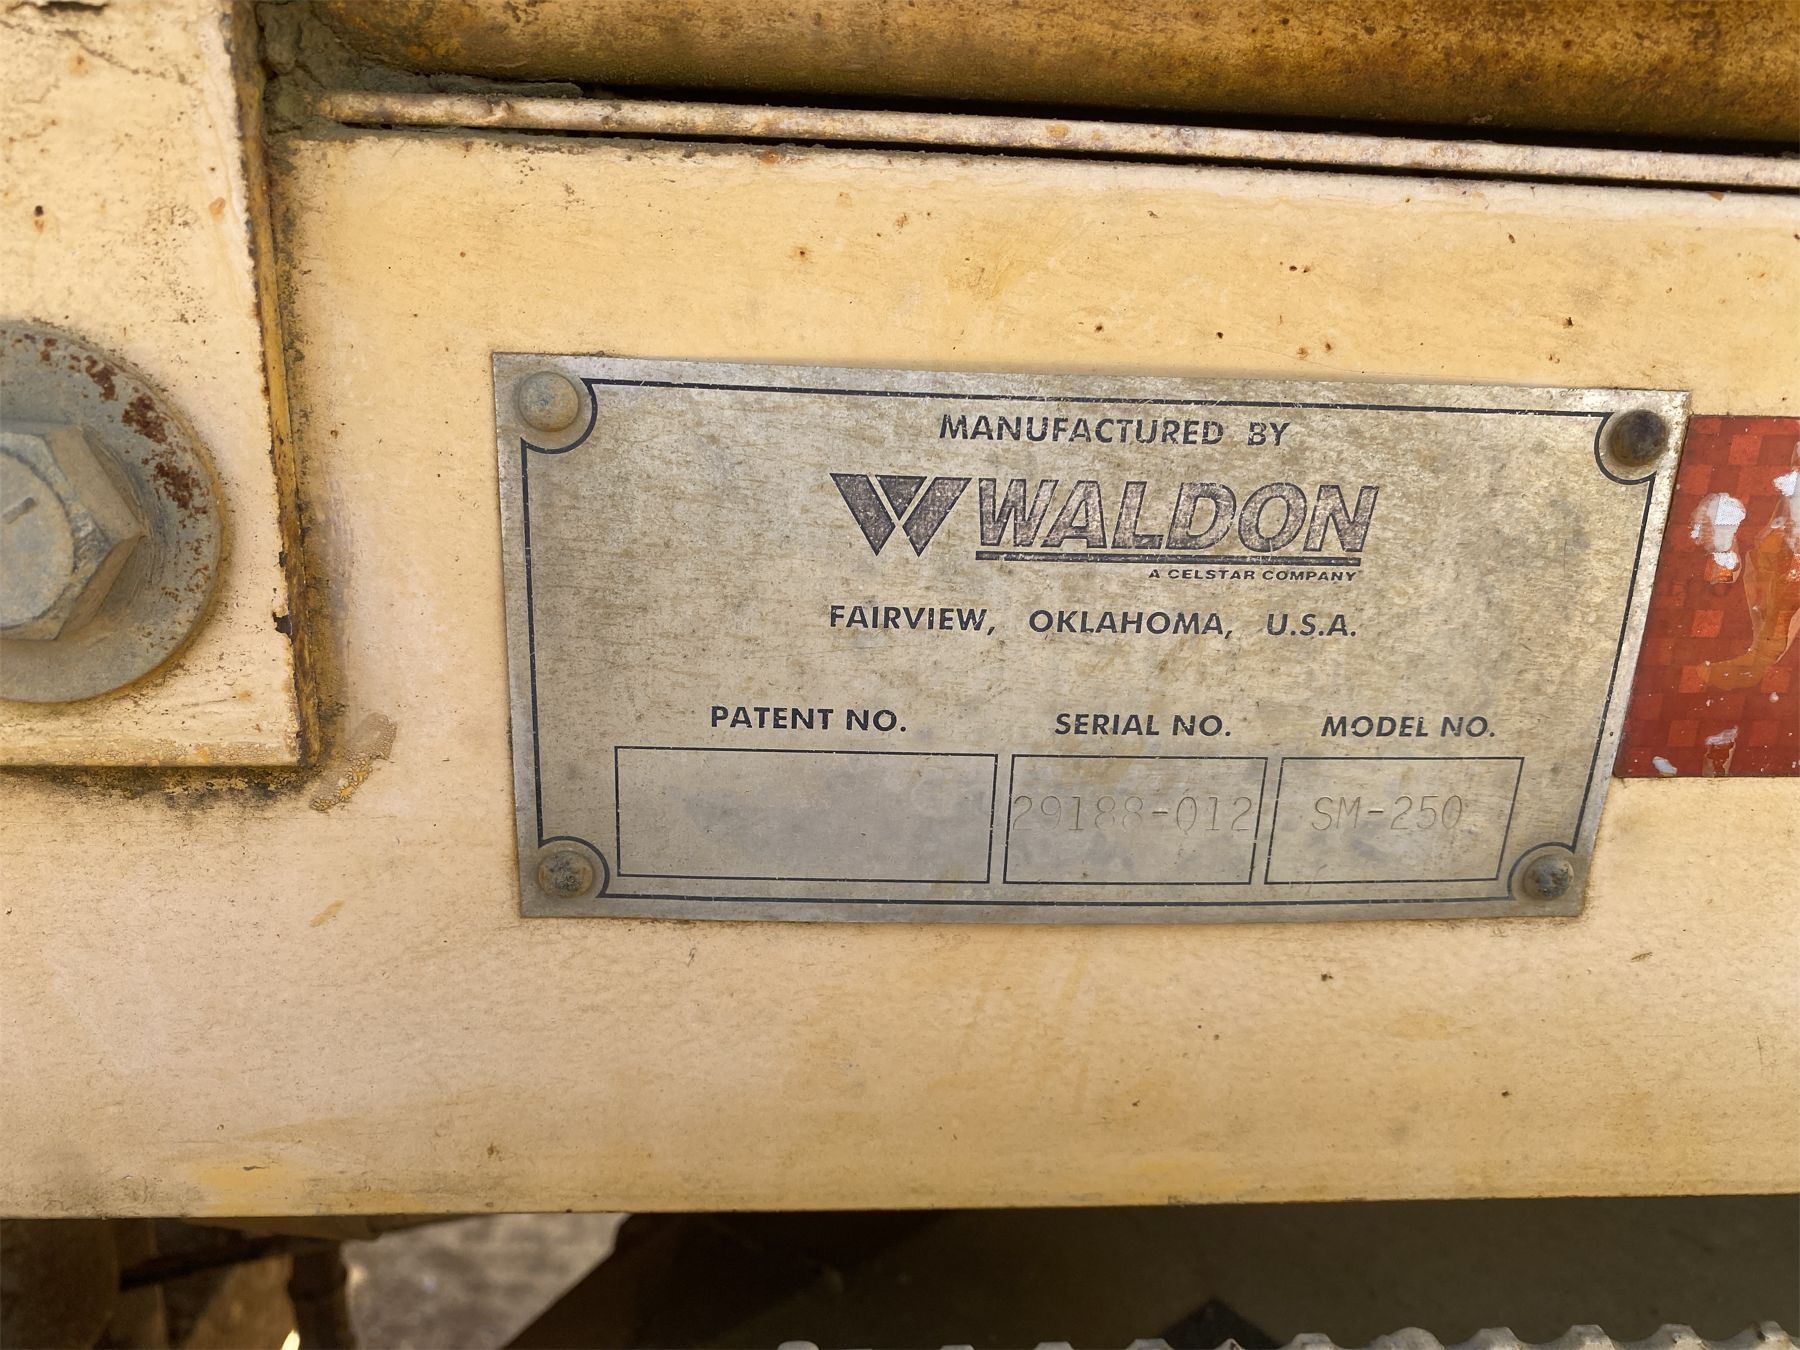 MANUFACTURED BY
WALDON
A CELSTAR COMPANY
FAIRVIEW, OKLAHOMA, U.S.A.
PATENT NO. SERIAL NO. MODEL NO.
29188-012 SM-250